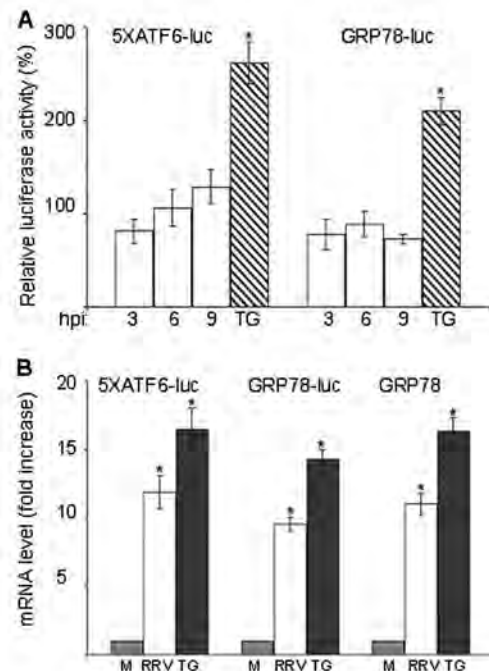 A
5XATF6-luc GRP78-luc
Relative luciferase activity (%)
300
200
100
hpi: 3 6 9 TG 3 6 9 TG
* *
B
5XATF6-luc GRP78-luc GRP78
mRNA level (fold increase)
20
15
10
5
* * * * * *
M RRV TG M RRV TG M RRV TG